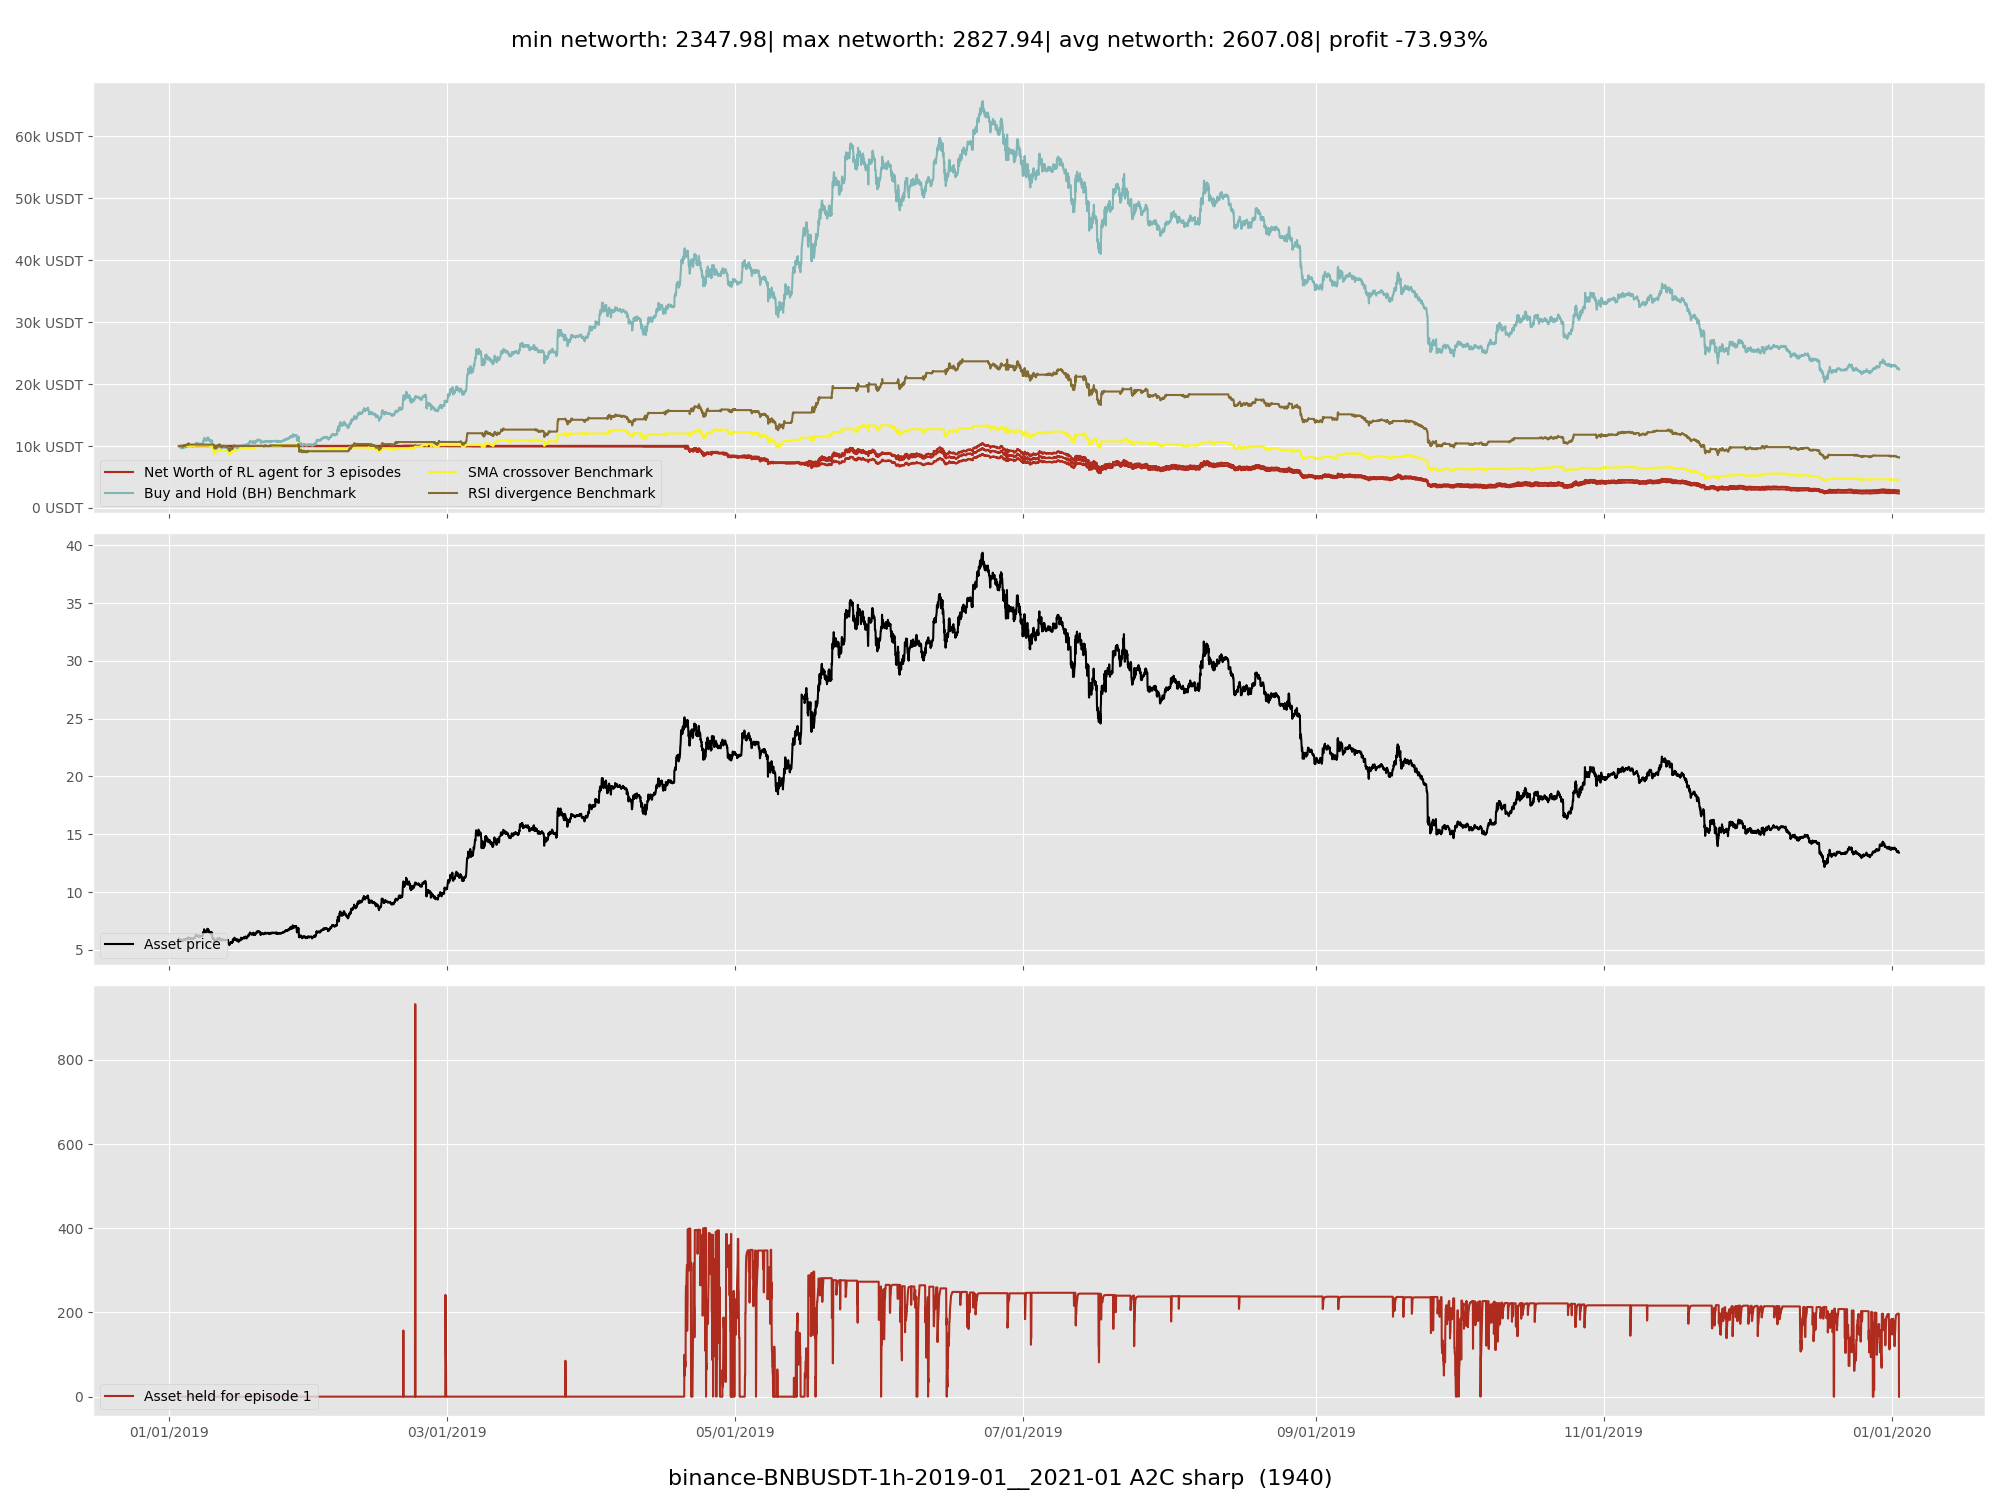 min networth: 2347.98| max networth: 2827.94| avg networth: 2607.08| profit -73.93%
60k USDT
50k USDT
40k USDT
30k USDT
20k USDT
10k USDT
0 USDT
Net Worth of RL agent for 3 episodes
Buy and Hold (BH) Benchmark
SMA crossover Benchmark
RSI divergence Benchmark
40
35
30
25
20
15
10
5
Asset price
800
600
400
200
0
Asset held for episode 1
01/01/2019 03/01/2019 05/01/2019 07/01/2019 09/01/2019 11/01/2019 01/01/2020
binance-BNBUSDT-1h-2019-01__2021-01 A2C sharp (1940)